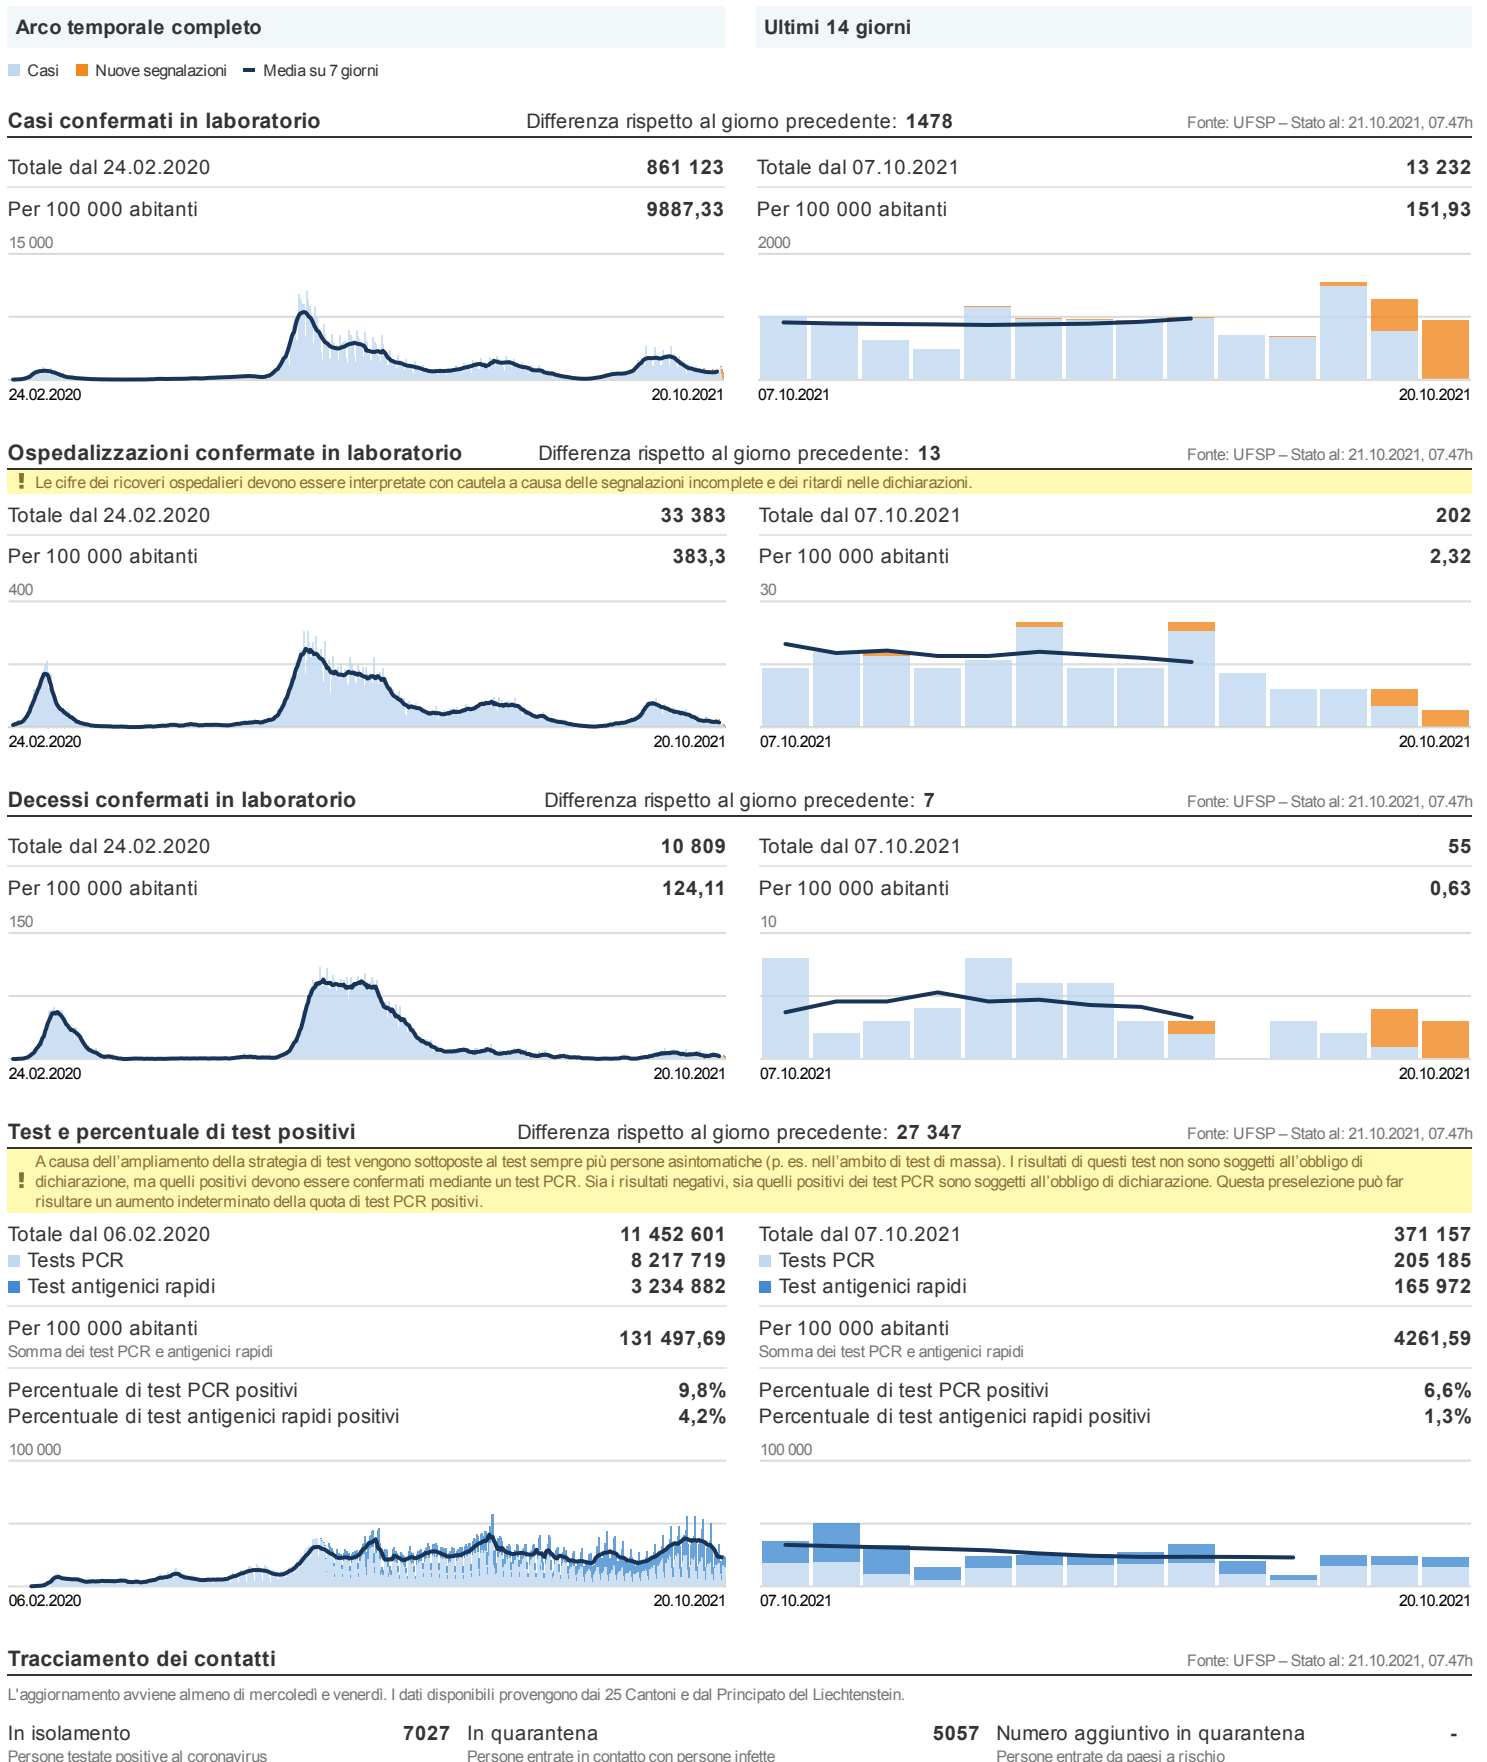 Arco temporale completo
Ultimi 14 giorni
Casi Nuove segnalazioni Media su 7 giorni
Casi confermati in laboratorio Differenza rispetto al giorno precedente: 1478 Fonte: UFSP – Stato al: 21.10.2021, 07.47h
Totale dal 24.02.2020 861 123
Per 100 000 abitanti 9887,33
15 000
24.02.2020 20.10.2021
Totale dal 07.10.2021 13 232
Per 100 000 abitanti 151,93
2000
07.10.2021 20.10.2021
Ospedalizzazioni confermate in laboratorio Differenza rispetto al giorno precedente: 13 Fonte: UFSP – Stato al: 21.10.2021, 07.47h
! Le cifre dei ricoveri ospedalieri devono essere interpretate con cautela a causa delle segnalazioni incomplete e dei ritardi nelle dichiarazioni.
Totale dal 24.02.2020 33 383
Per 100 000 abitanti 383,3
400
24.02.2020 20.10.2021
Totale dal 07.10.2021 202
Per 100 000 abitanti 2,32
30
07.10.2021 20.10.2021
Decessi confermati in laboratorio Differenza rispetto al giorno precedente: 7 Fonte: UFSP – Stato al: 21.10.2021, 07.47h
Totale dal 24.02.2020 10 809
Per 100 000 abitanti 124,11
150
24.02.2020 20.10.2021
Totale dal 07.10.2021 55
Per 100 000 abitanti 0,63
10
07.10.2021 20.10.2021
Test e percentuale di test positivi Differenza rispetto al giorno precedente: 27 347 Fonte: UFSP – Stato al: 21.10.2021, 07.47h
A causa dell'ampliamento della strategia di test vengono sottoposte al test sempre più persone asintomatiche (p. es. nell'ambito di test di massa). I risultati di questi test non sono soggetti all'obbligo di
! dichiarazione, ma quelli positivi devono essere confermati mediante un test PCR. Sia i risultati negativi, sia quelli positivi dei test PCR sono soggetti all'obbligo di dichiarazione. Questa preselezione può far
risultare un aumento indeterminato della quota di test PCR positivi.
Totale dal 06.02.2020 11 452 601
Tests PCR 8 217 719
Test antigenici rapidi 3 234 882
Per 100 000 abitanti 131 497,69
Somma dei test PCR e antigenici rapidi
Percentuale di test PCR positivi 9,8%
Percentuale di test antigenici rapidi positivi 4,2%
100 000
06.02.2020 20.10.2021
Totale dal 07.10.2021 371 157
Tests PCR 205 185
Test antigenici rapidi 165 972
Per 100 000 abitanti 4261,59
Somma dei test PCR e antigenici rapidi
Percentuale di test PCR positivi 6,6%
Percentuale di test antigenici rapidi positivi 1,3%
100 000
07.10.2021 20.10.2021
Tracciamento dei contatti Fonte: UFSP – Stato al: 21.10.2021, 07.47h
L'aggiornamento avviene almeno di mercoledì e venerdì. I dati disponibili provengono dai 25 Cantoni e dal Principato del Liechtenstein.
In isolamento 7027
Persone testate positive al coronavirus
In quarantena 5057
Persone entrate in contatto con persone infette
Numero aggiuntivo in quarantena -
Persone entrate da paesi a rischio